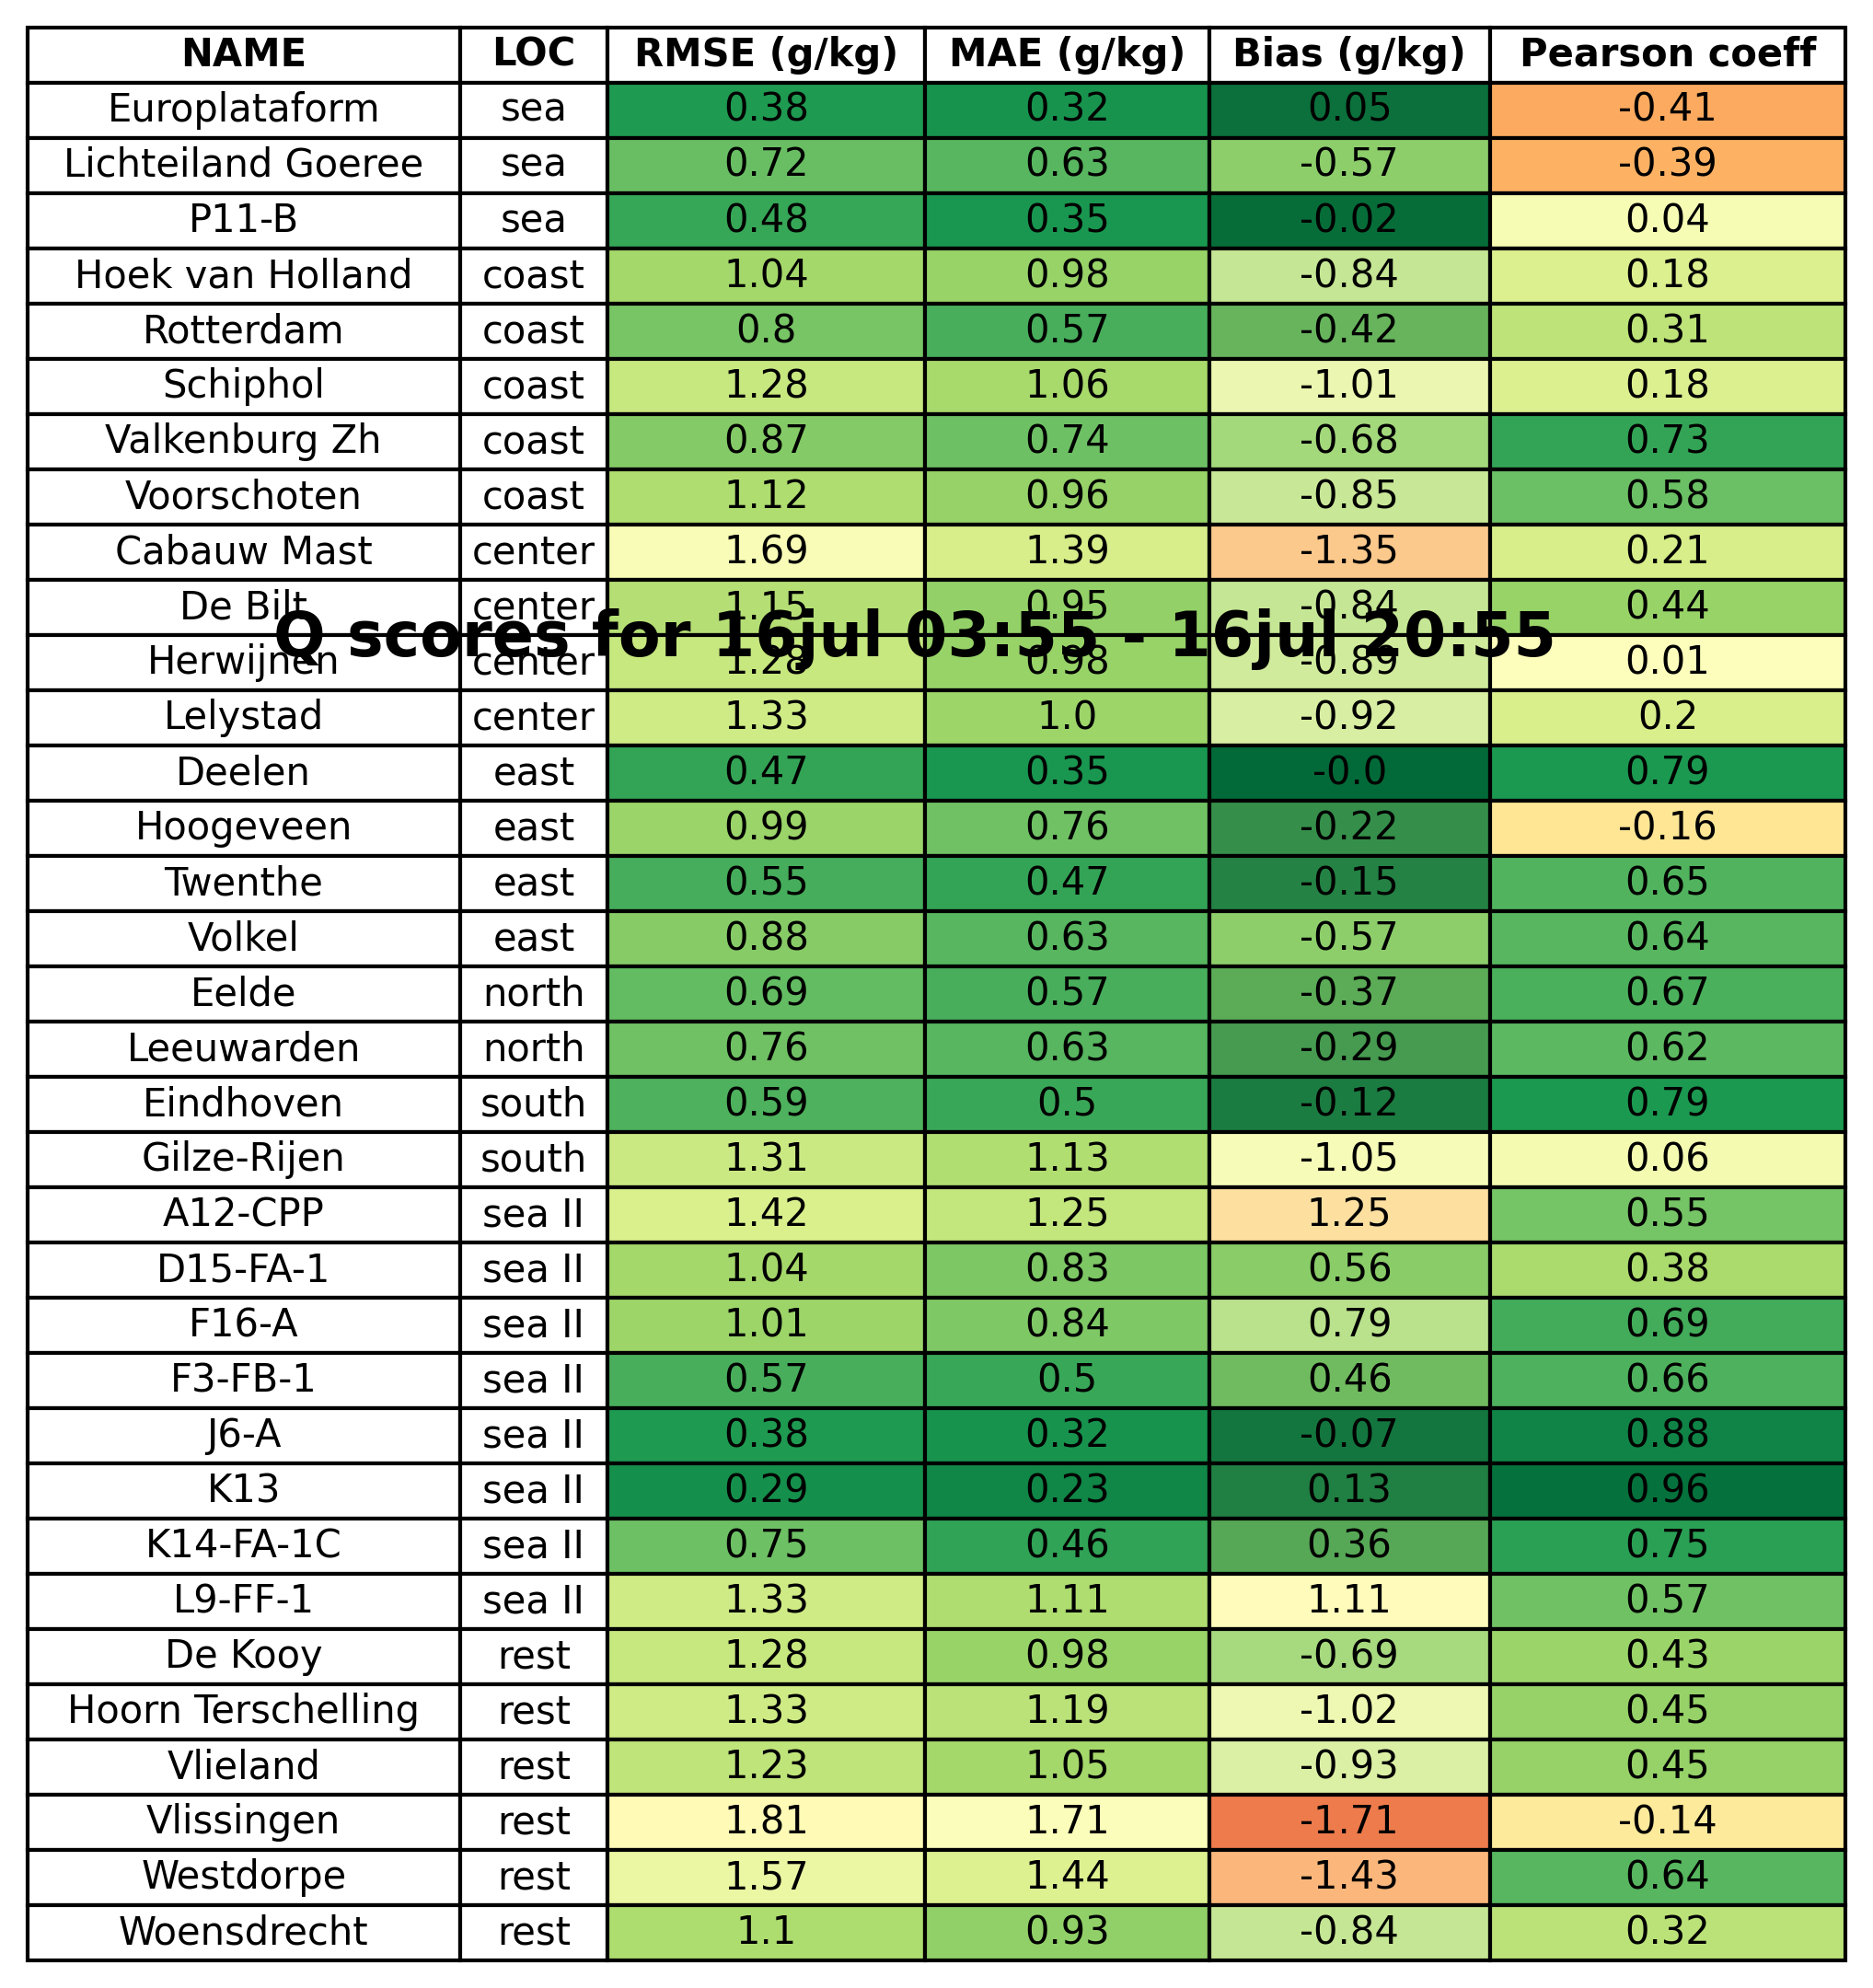 NAME LOC RMSE (g/kg) MAE (g/kg) Bias (g/kg) Pearson coeff
Europlataform sea 0.38 0.32 0.05 -0.41
Lichteiland Goeree sea 0.72 0.63 -0.57 -0.39
P11-B sea 0.48 0.35 -0.02 0.04
Hoek van Holland coast 1.04 0.98 -0.84 0.18
Rotterdam coast 0.8 0.57 -0.42 0.31
Schiphol coast 1.28 1.06 -1.01 0.18
Valkenburg Zh coast 0.87 0.74 -0.68 0.73
Voorschoten coast 1.12 0.96 -0.85 0.58
Cabauw Mast center 1.69 1.39 -1.35 0.21
De Bilt center 1.15 0.95 -0.84 0.44
Q scores for 16jul 03:55 - 16jul 20:55
Herwijnen center 1.28 0.98 -0.89 0.01
Lelystad center 1.33 1.0 -0.92 0.2
Deelen east 0.47 0.35 -0.0 0.79
Hoogeveen east 0.99 0.76 -0.22 -0.16
Twenthe east 0.55 0.47 -0.15 0.65
Volkel east 0.88 0.63 -0.57 0.64
Eelde north 0.69 0.57 -0.37 0.67
Leeuwarden north 0.76 0.63 -0.29 0.62
Eindhoven south 0.59 0.5 -0.12 0.79
Gilze-Rijen south 1.31 1.13 -1.05 0.06
A12-CPP sea II 1.42 1.25 1.25 0.55
D15-FA-1 sea II 1.04 0.83 0.56 0.38
F16-A sea II 1.01 0.84 0.79 0.69
F3-FB-1 sea II 0.57 0.5 0.46 0.66
J6-A sea II 0.38 0.32 -0.07 0.88
K13 sea II 0.29 0.23 0.13 0.96
K14-FA-1C sea II 0.75 0.46 0.36 0.75
L9-FF-1 sea II 1.33 1.11 1.11 0.57
De Kooy rest 1.28 0.98 -0.69 0.43
Hoorn Terschelling rest 1.33 1.19 -1.02 0.45
Vlieland rest 1.23 1.05 -0.93 0.45
Vlissingen rest 1.81 1.71 -1.71 -0.14
Westdorpe rest 1.57 1.44 -1.43 0.64
Woensdrecht rest 1.1 0.93 -0.84 0.32